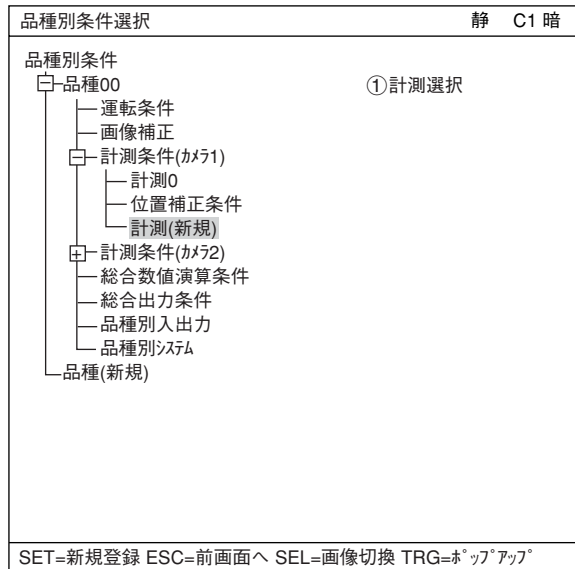 品種別条件選択 静 C1 暗
品種別条件
品種00 ①計測選択
運転条件
画像補正
計測条件(ｶﾒﾗ1)
計測0
位置補正条件
計測(新規)
計測条件(ｶﾒﾗ2)
総合数値演算条件
総合出力条件
品種別入出力
品種別ｼｽﾃﾑ
品種(新規)
SET=新規登録 ESC=前画面へ SEL=画像切換 TRG=ﾎﾟｯﾌﾟｱｯﾌﾟ